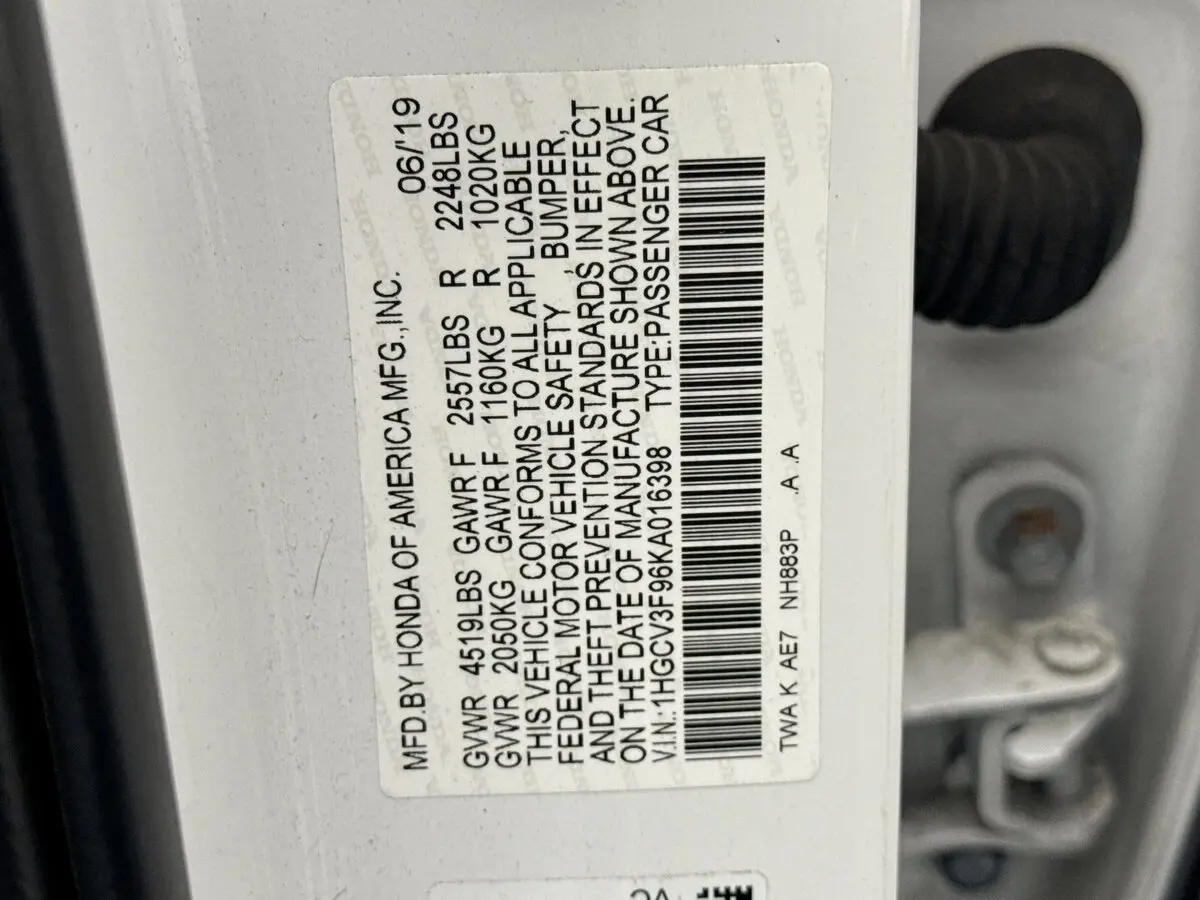 MFD.BY HONDA OF AMERICA MFG.,INC. 06/'19
GVWR 4519LBS GAWR F 2557LBS R 2248LBS
GVWR 2050KG GAWR F 1160KG R 1020KG
THIS VEHICLE CONFORMS TO ALL APPLICABLE
FEDERAL MOTOR VEHICLE SAFETY , BUMPER,
AND THEFT PREVENTION STANDARDS IN EFFECT
ON THE DATE OF MANUFACTURE SHOWN ABOVE.
V.I.N.:1HGCV3F96KA016398 TYPE:PASSENGER CAR
TWA K AE7 NH883P .A .A